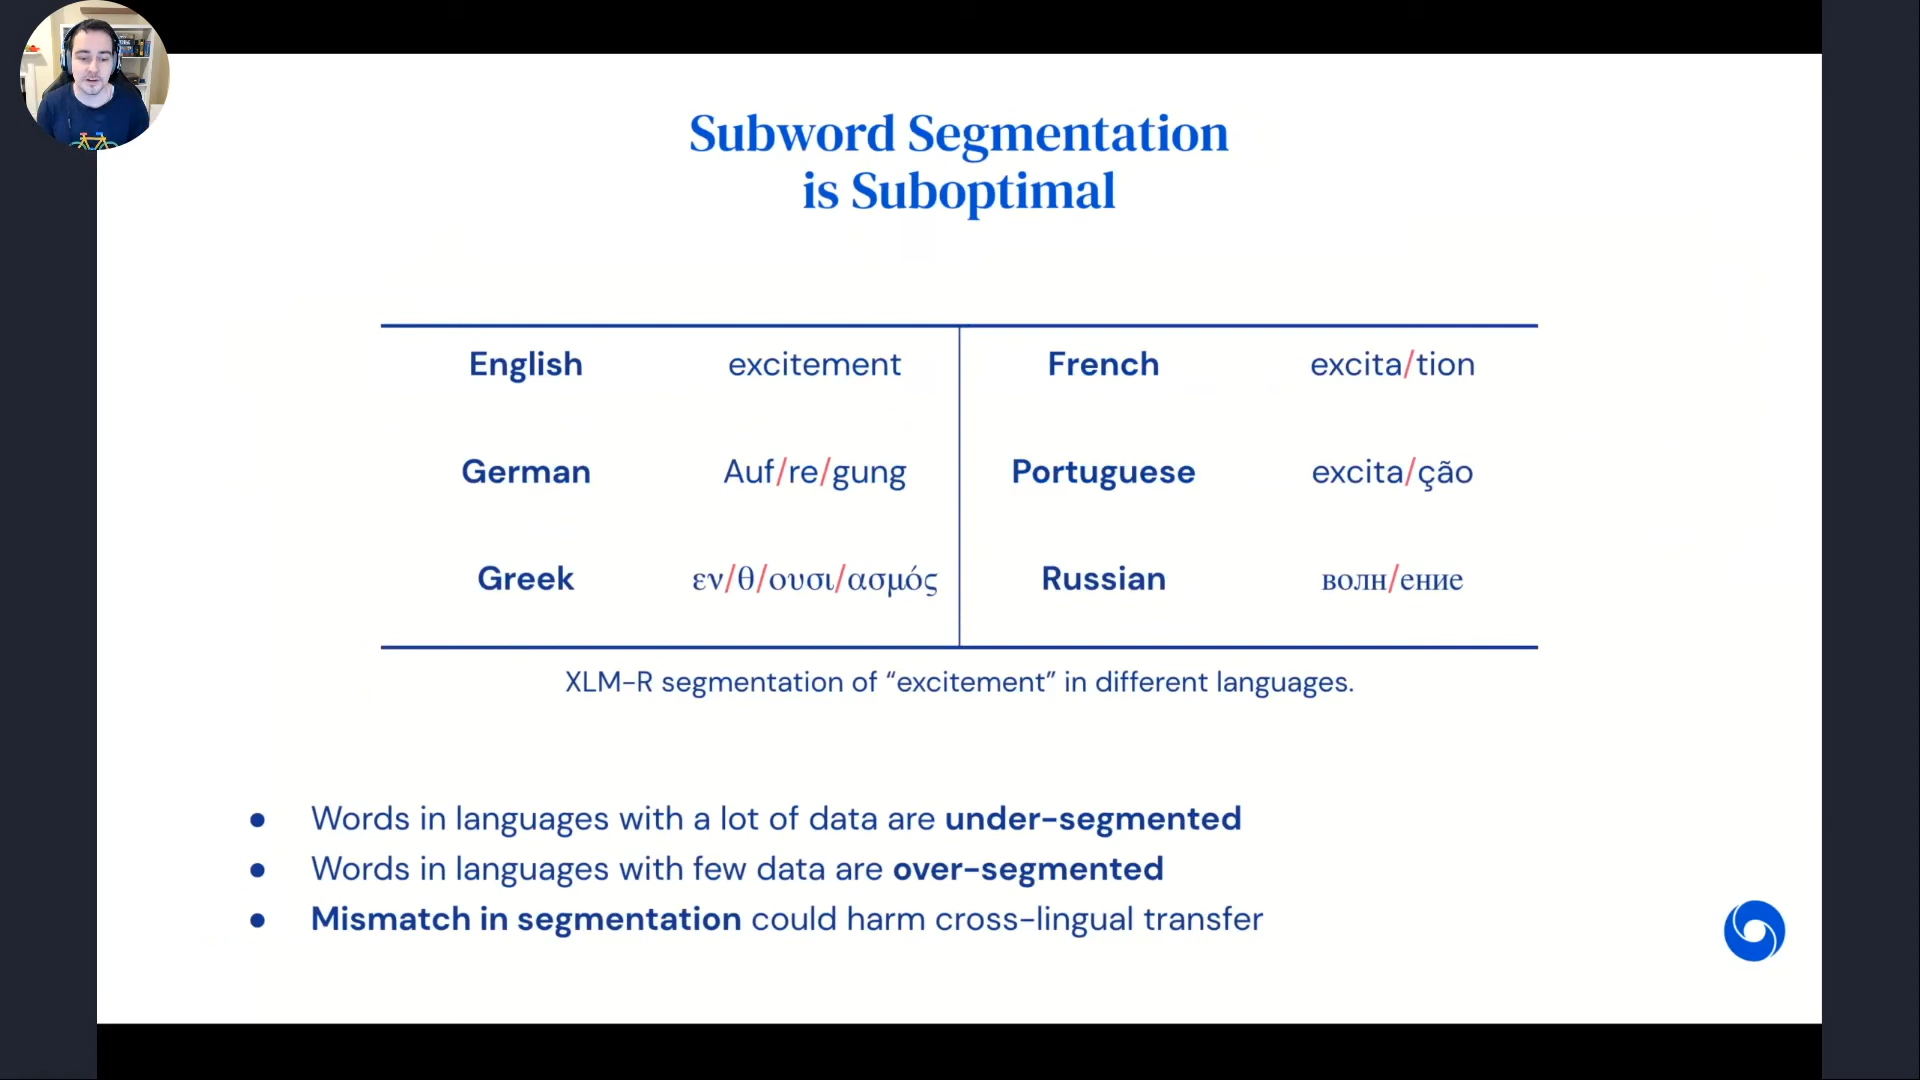 Subword Segmentation
is Suboptimal
English excitement French excita/tion
German Auf/re/gung Portuguese excita/ção
Greek εν/θ/ουσι/ασμός Russian волн/ение
XLM-R segmentation of “excitement” in different languages.
● Words in languages with a lot of data are under-segmented
● Words in languages with few data are over-segmented
● Mismatch in segmentation could harm cross-lingual transfer